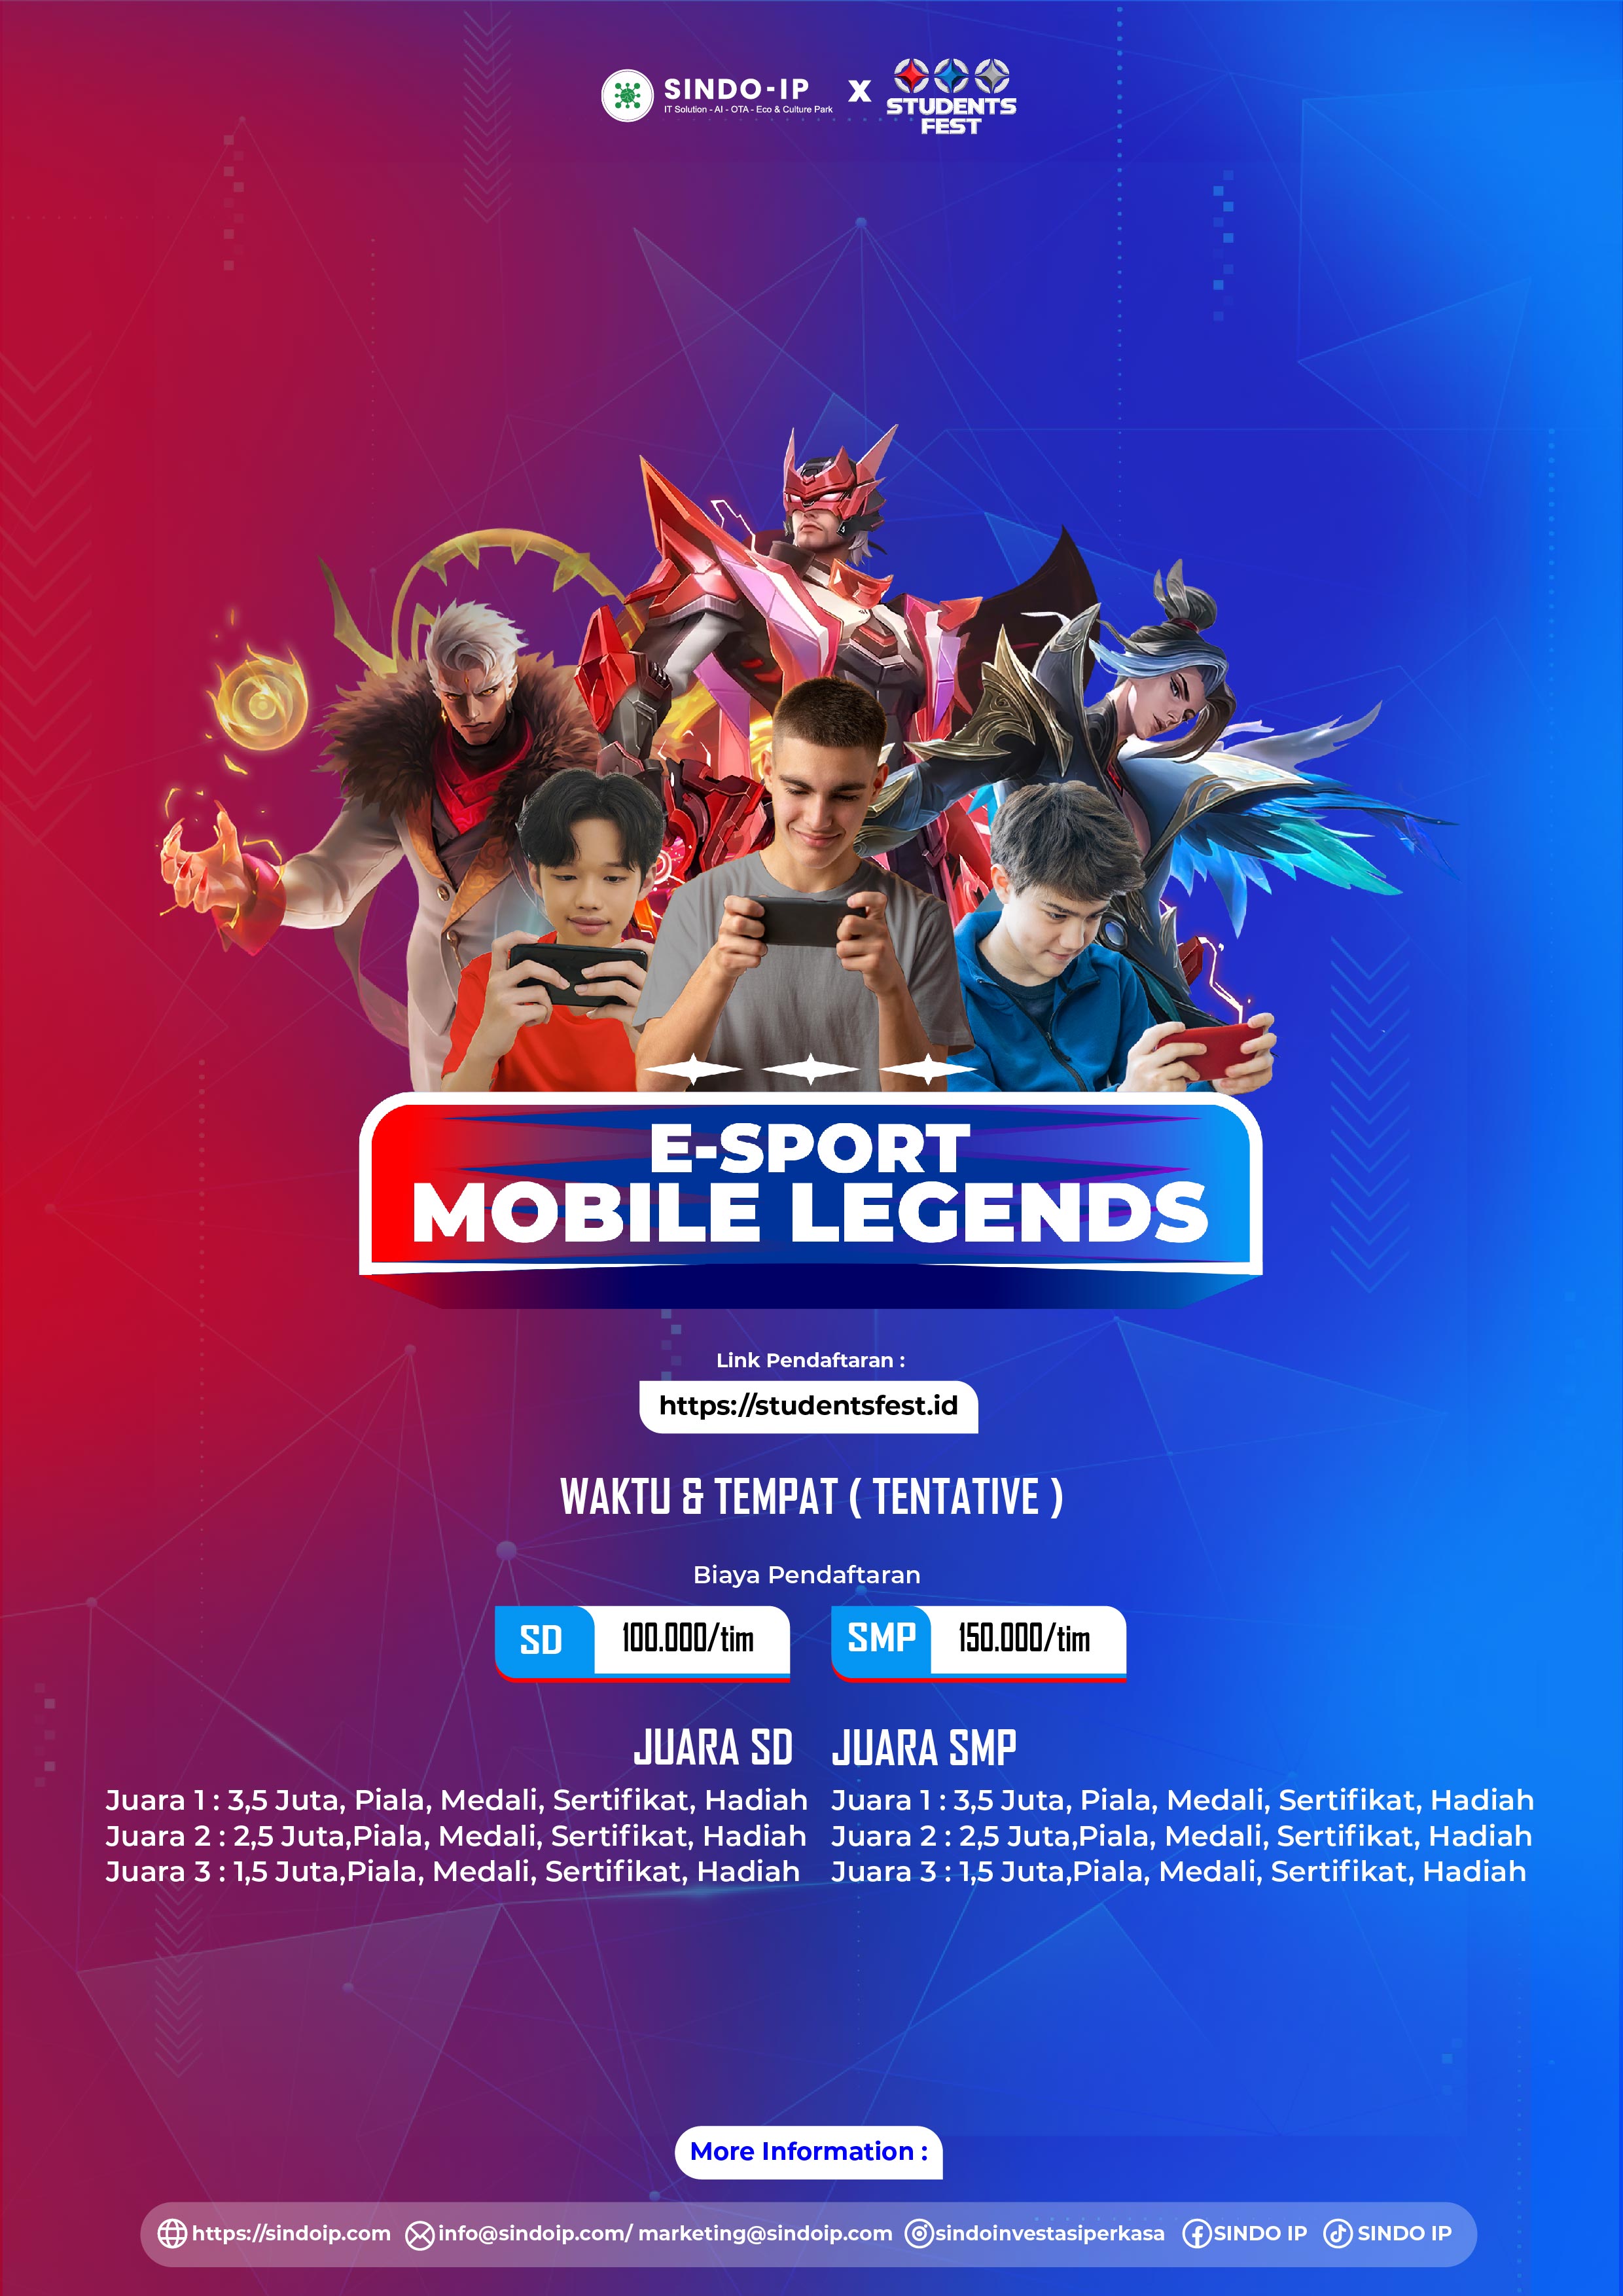 SINDO-IP
IT Solution - AI - OTA - Eco & Culture Park
X
STUDENTS
FEST
E-SPORT
MOBILE LEGENDS
Link Pendaftaran :
https://studentsfest.id
WAKTU & TEMPAT ( TENTATIVE )
Biaya Pendaftaran
SD 100.000/tim
SMP 150.000/tim
JUARA SD
Juara 1 : 3,5 Juta, Piala, Medali, Sertifikat, Hadiah
Juara 2 : 2,5 Juta,Piala, Medali, Sertifikat, Hadiah
Juara 3 : 1,5 Juta,Piala, Medali, Sertifikat, Hadiah
JUARA SMP
Juara 1 : 3,5 Juta, Piala, Medali, Sertifikat, Hadiah
Juara 2 : 2,5 Juta,Piala, Medali, Sertifikat, Hadiah
Juara 3 : 1,5 Juta,Piala, Medali, Sertifikat, Hadiah
More Information :
https://sindoip.com info@sindoip.com/ marketing@sindoip.com sindoinvestasiperkasa SINDO IP SINDO IP